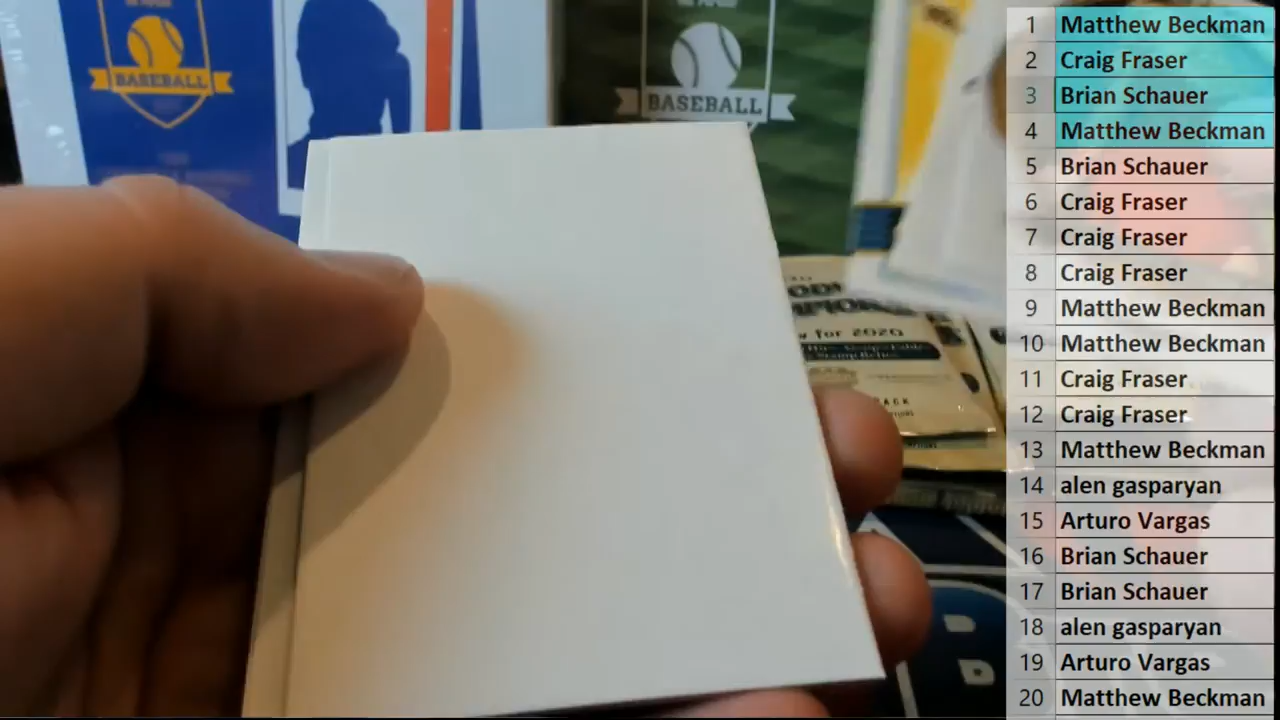 BASEBALL
BASEBALL
for 2020
1 Matthew Beckman
2 Craig Fraser
3 Brian Schauer
4 Matthew Beckman
5 Brian Schauer
6 Craig Fraser
7 Craig Fraser
8 Craig Fraser
9 Matthew Beckman
10 Matthew Beckman
11 Craig Fraser
12 Craig Fraser
13 Matthew Beckman
14 alen gasparyan
15 Arturo Vargas
16 Brian Schauer
17 Brian Schauer
18 alen gasparyan
19 Arturo Vargas
20 Matthew Beckman